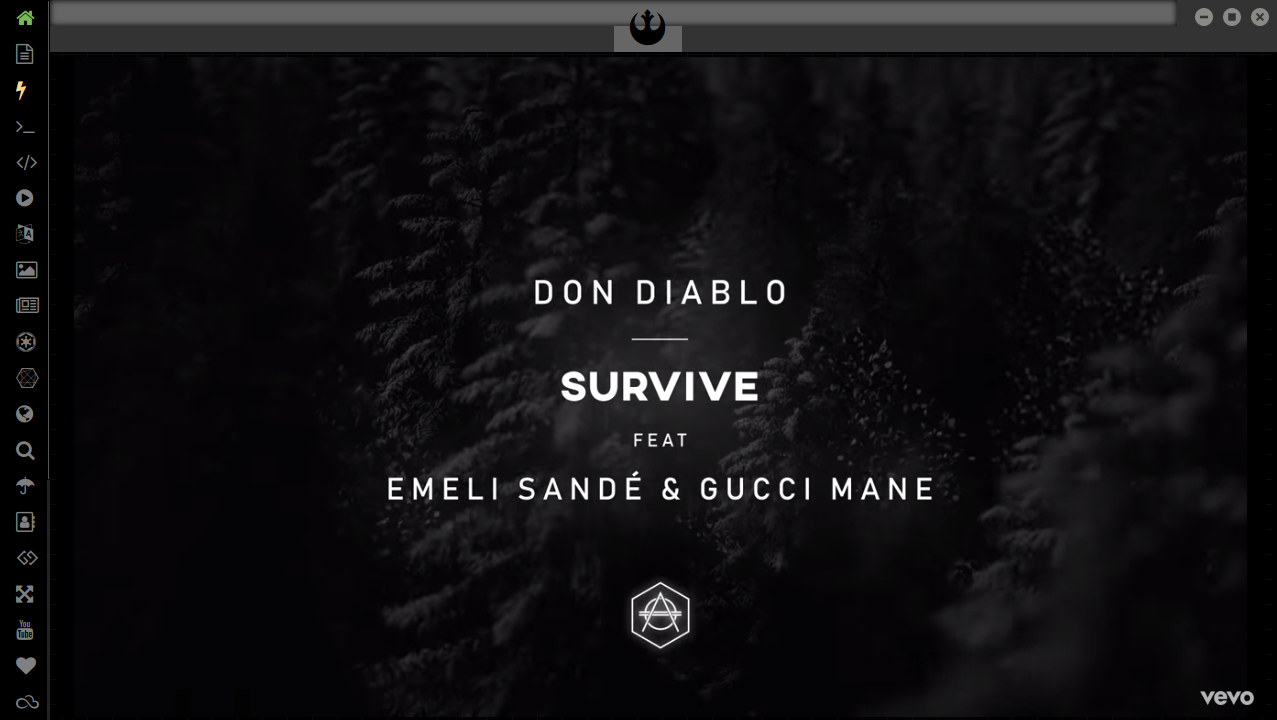 DON DIABLO
SURVIVE
FEAT
EMELI SANDÉ & GUCCI MANE
You
Tube
vevo